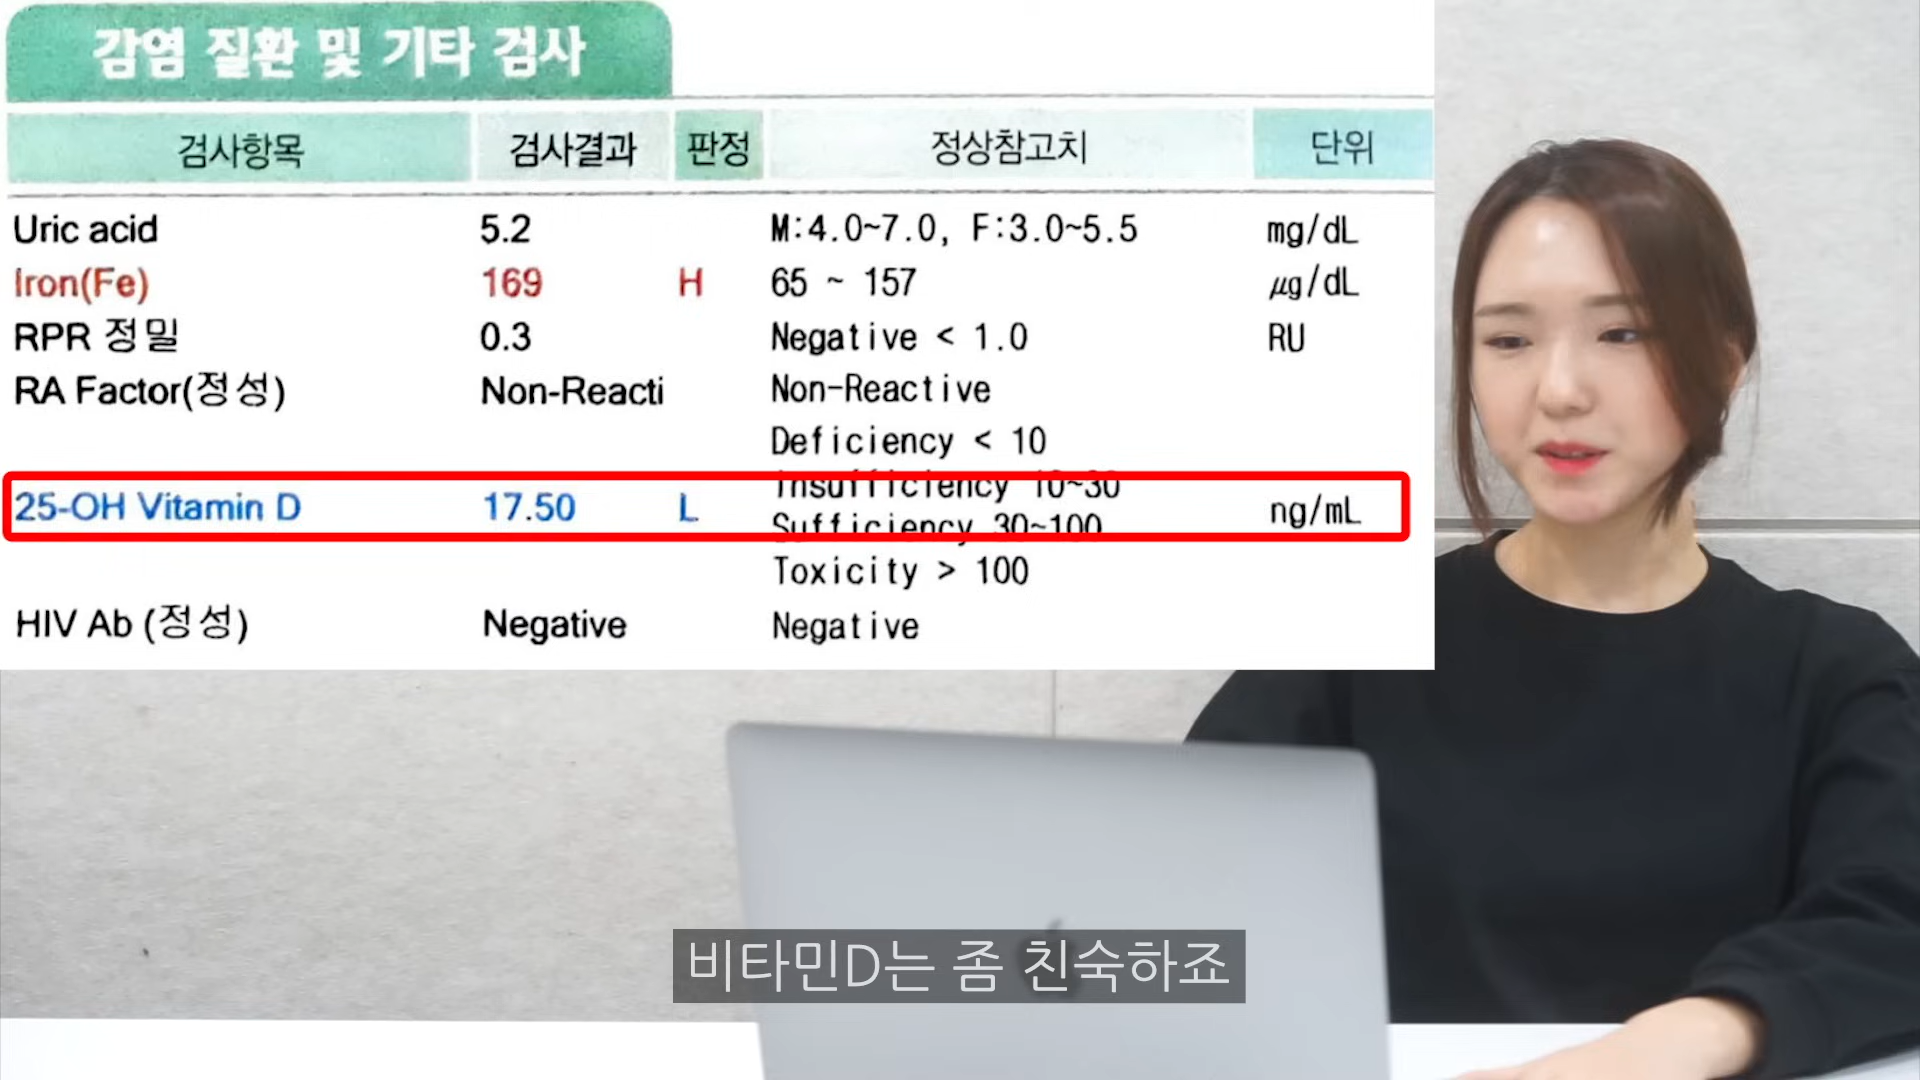 감염 질환 및 기타 검사
검사항목 검사결과 판정 정상참고치 단위
Uric acid 5.2 M:4.0~7.0, F:3.0~5.5 mg/dL
Iron(Fe) 169 H 65 ~ 157 μg/dL
RPR 정밀 0.3 Negative < 1.0 RU
RA Factor(정성) Non-Reacti Non-Reactive
Deficiency < 10
Insufficiency 10~30
25-OH Vitamin D 17.50 L ng/mL
Sufficiency 30~100
Toxicity > 100
HIV Ab (정성) Negative Negative
비타민D는 좀 친숙하죠